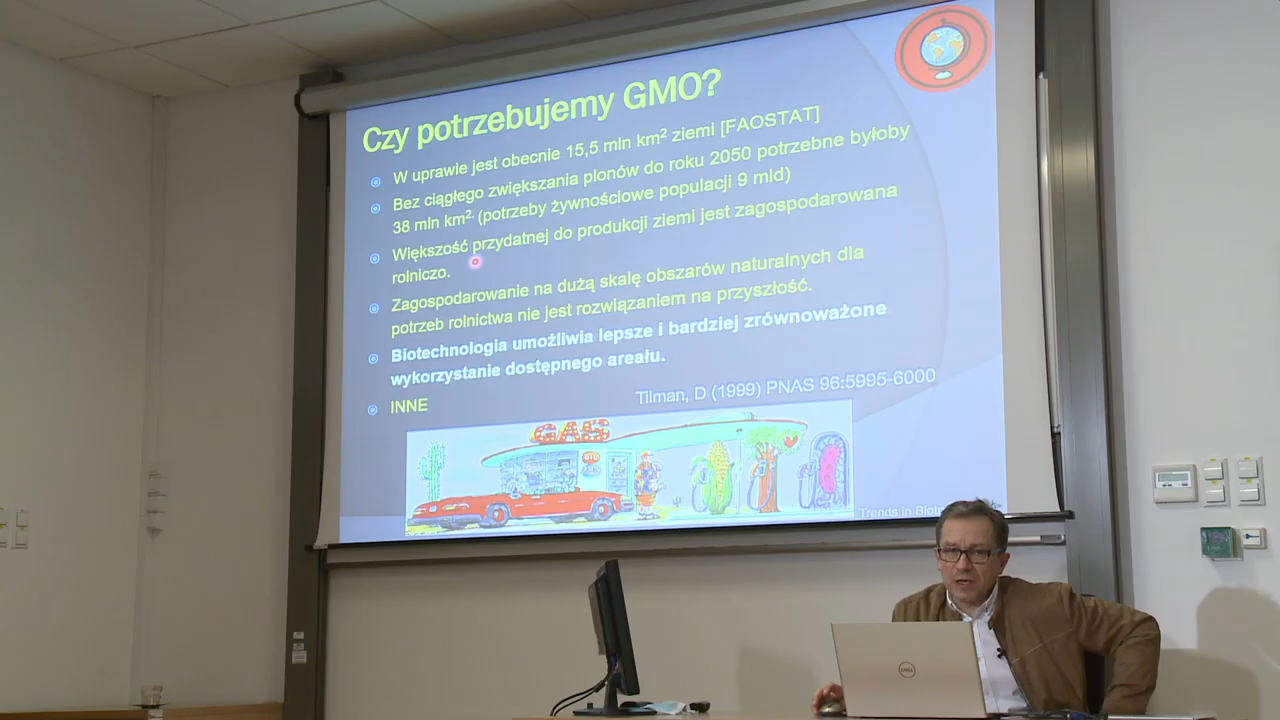 Czy potrzebujemy GMO?
W uprawie jest obecnie 15,5 mln km² ziemi [FAOSTAT]
Bez ciągłego zwiększania plonów do roku 2050 potrzebne byłoby
38 mln km². (potrzeby żywnościowe populacji 9 mld)
Większość przydatnej do produkcji ziemi jest zagospodarowana
rolniczo.
Zagospodarowanie na dużą skalę obszarów naturalnych dla
potrzeb rolnictwa nie jest rozwiązaniem na przyszłość.
Biotechnologia umożliwia lepsze i bardziej zrównoważone
wykorzystanie dostępnego areału.
Tilman, D (1999) PNAS 96:5995-6000
INNE
GAS
Trends in
DELL